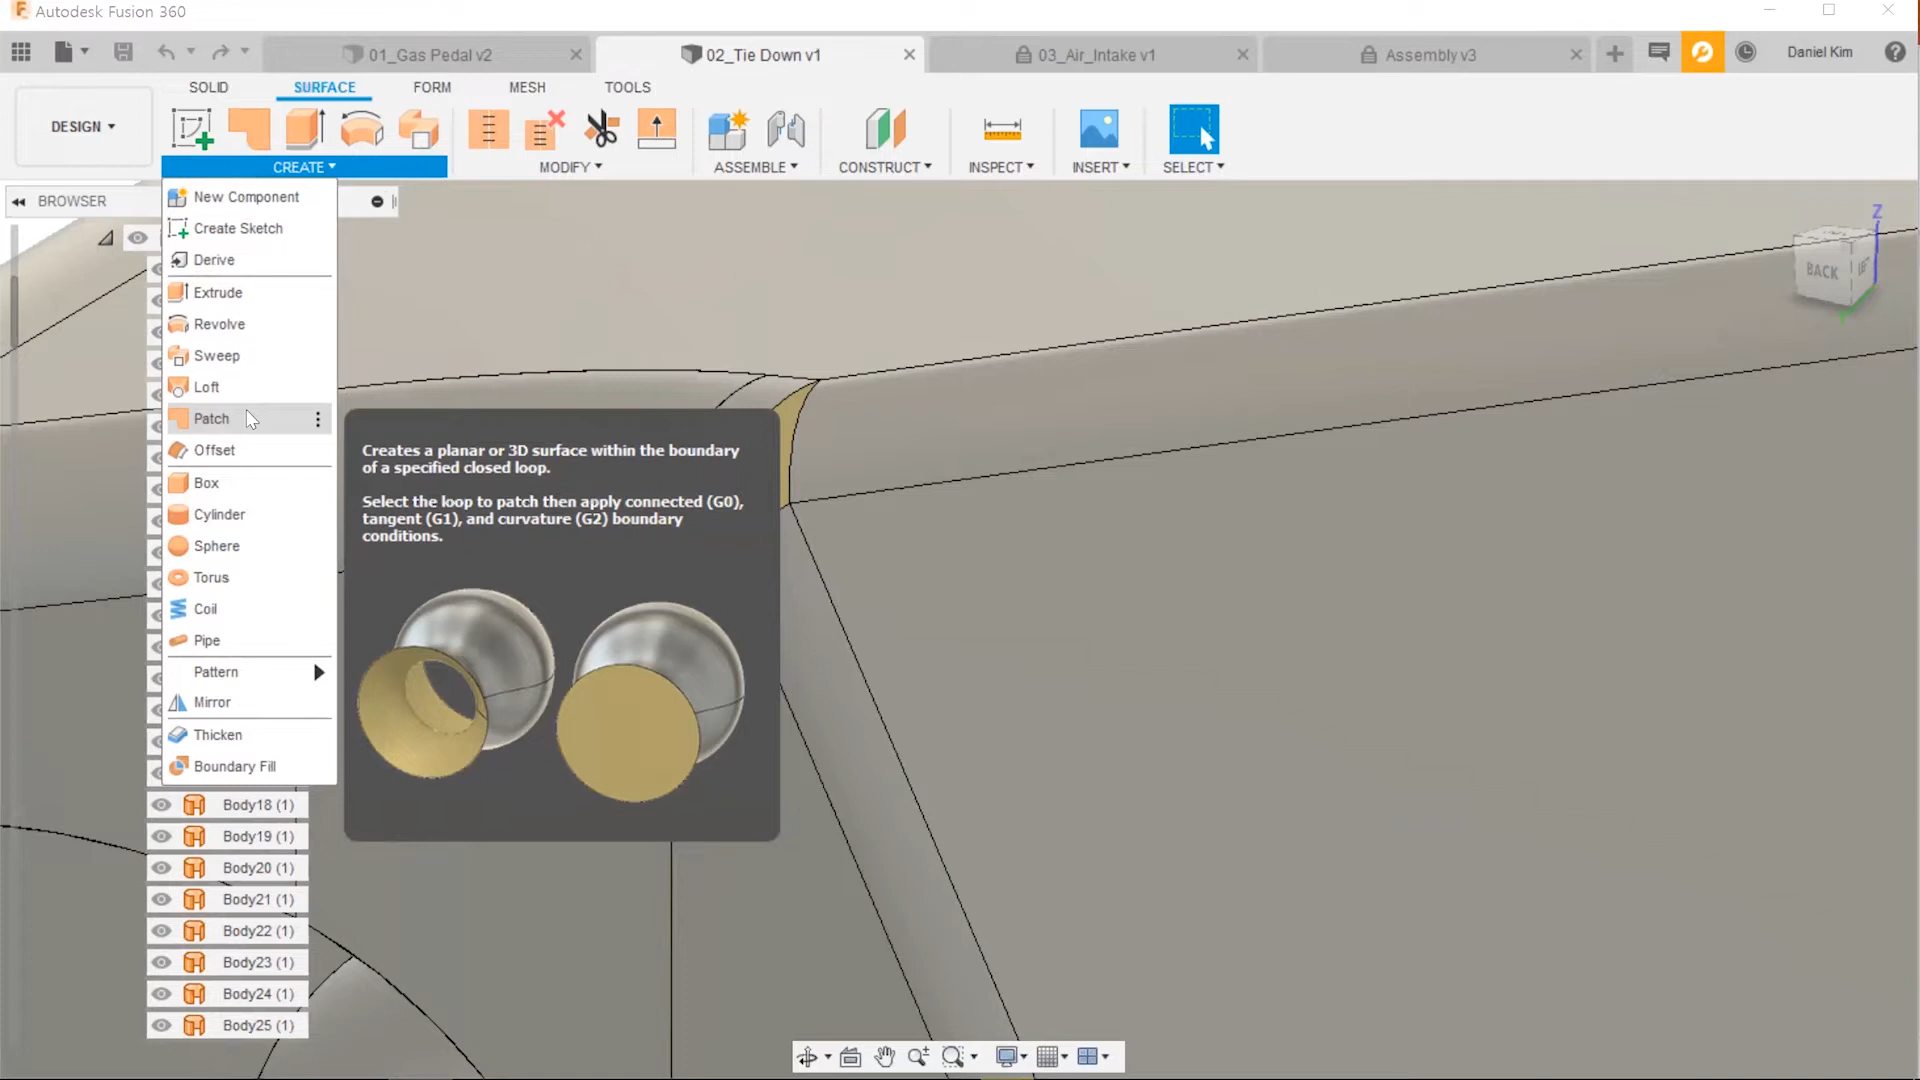 Autodesk Fusion 360
01_Gas Pedal v2
02_Tie Down v1
03_Air_Intake v1
Assembly v3
Daniel Kim
SOLID
SURFACE
FORM
MESH
TOOLS
DESIGN
CREATE
MODIFY
ASSEMBLE
CONSTRUCT
INSPECT
INSERT
SELECT
BROWSER
New Component
Create Sketch
Derive
Extrude
Revolve
Sweep
Loft
Patch
Offset
Box
Cylinder
Sphere
Torus
Coil
Pipe
Pattern
Mirror
Thicken
Boundary Fill
Creates a planar or 3D surface within the boundary
of a specified closed loop.
Select the loop to patch then apply connected (G0),
tangent (G1), and curvature (G2) boundary
conditions.
Z
BACK
Body18 (1)
Body19 (1)
Body20 (1)
Body21 (1)
Body22 (1)
Body23 (1)
Body24 (1)
Body25 (1)